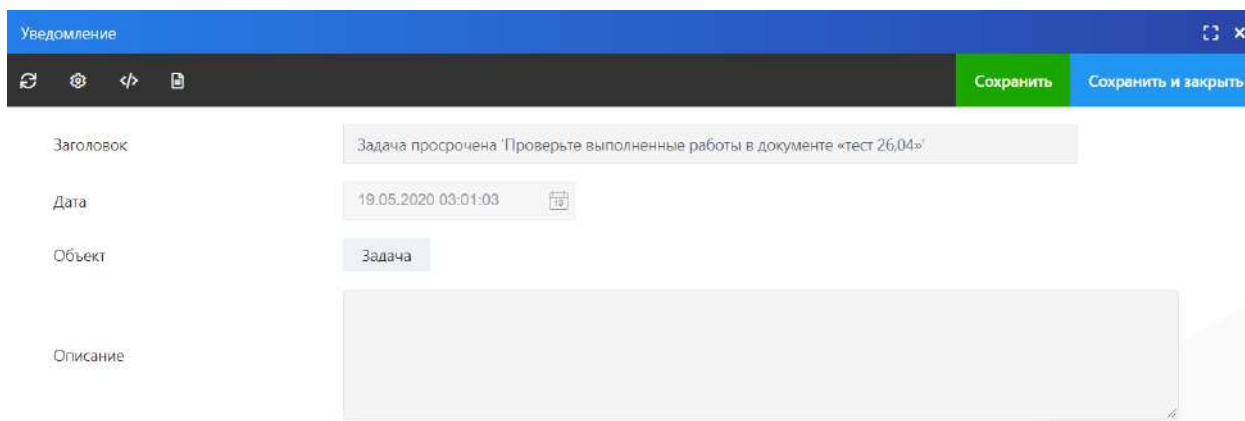 Уведомление
Сохранить Сохранить и закрыть
Заголовок Задача просрочена 'Проверьте выполненные работы в документе «тест 26,04»'
Дата 19.05.2020 03:01:03
Объект Задача
Описание